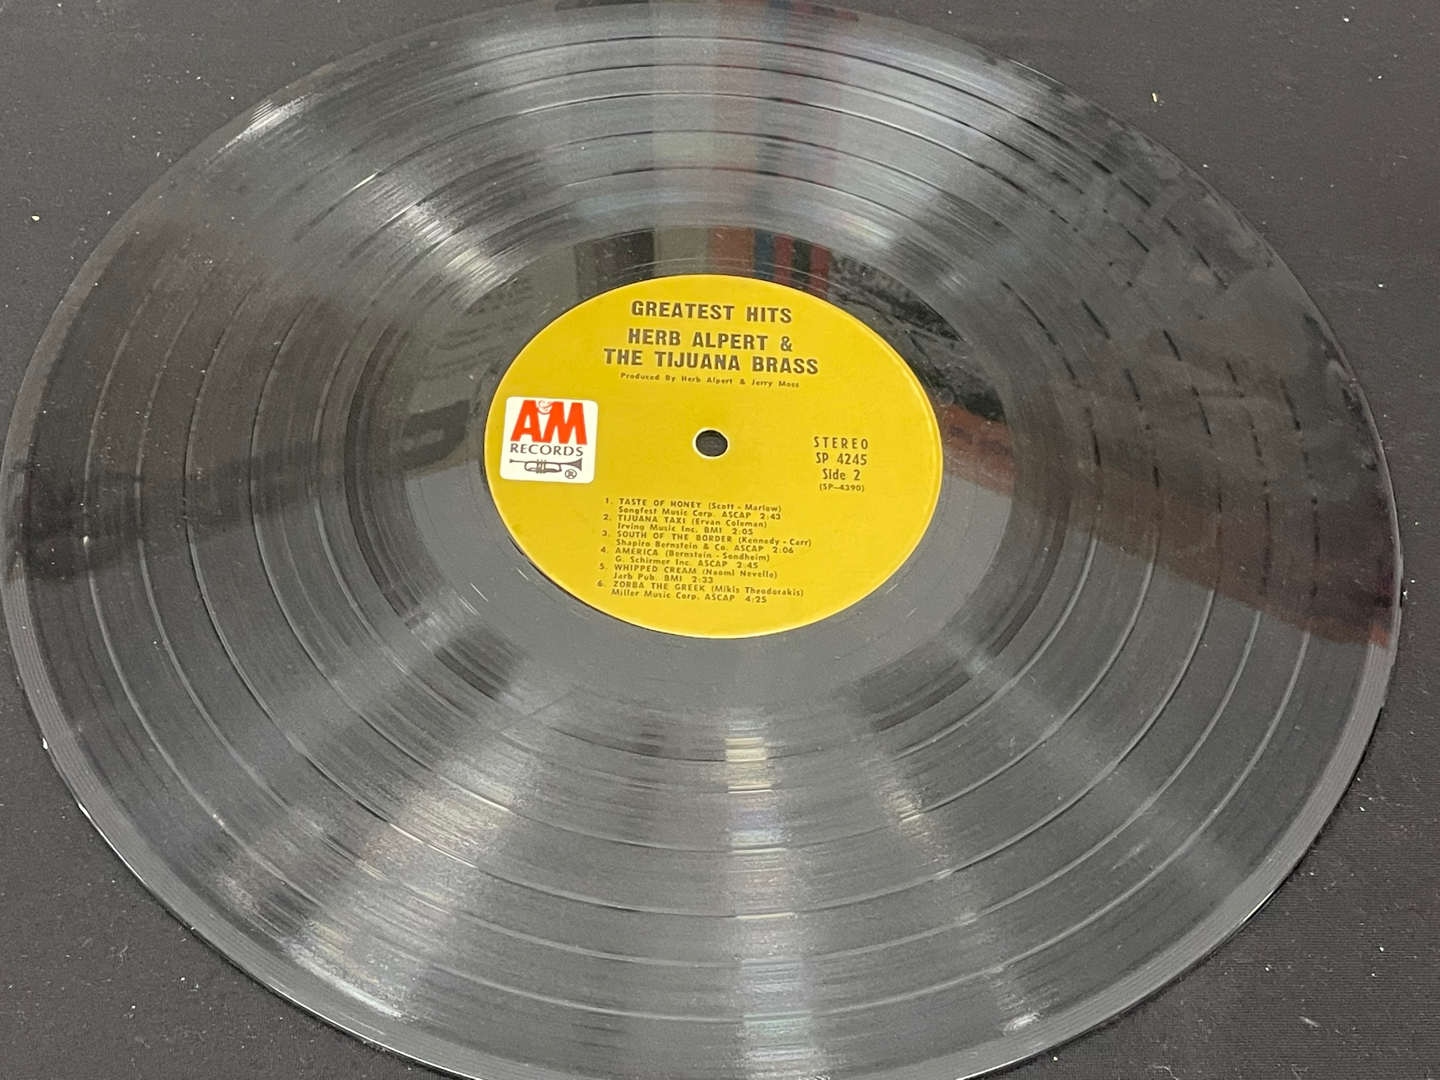 GREATEST HITS
HERB ALPERT &
THE TIJUANA BRASS
Produced By Herb Alpert & Jerry Moss
A&M
RECORDS
®
STEREO
SP 4245
Side 2
(SP-4390)
1. TASTE OF HONEY (Scott - Marlow)
Songfest Music Corp. ASCAP 2:43
2. TIJUANA TAXI (Ervan Coleman)
Irving Music Inc. BMI 2:05
3. SOUTH OF THE BORDER (Kennedy - Carr)
Shapiro Bernstein & Co. ASCAP 2:06
4. AMERICA (Bernstein - Sondheim)
G. Schirmer Inc. ASCAP 2:45
5. WHIPPED CREAM (Naomi Nevelle)
Jarb Pub. BMI 2:33
6. ZORBA THE GREEK (Mikis Theodorakis)
Miller Music Corp. ASCAP 4:25